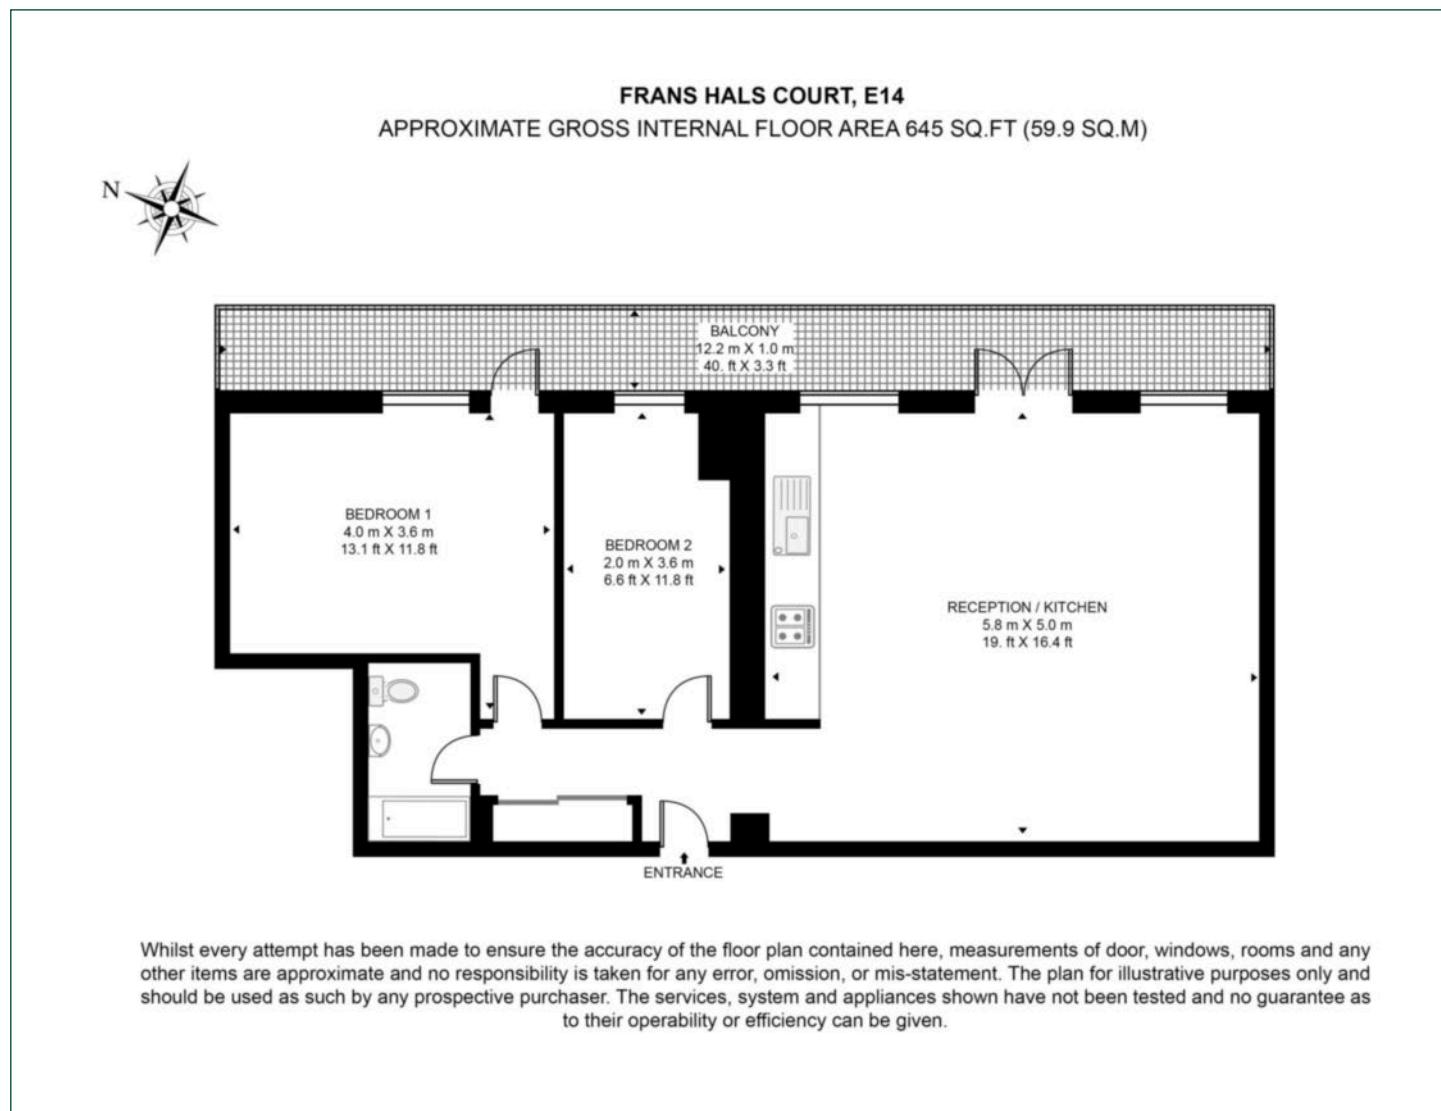 FRANS HALS COURT, E14
APPROXIMATE GROSS INTERNAL FLOOR AREA 645 SQ.FT (59.9 SQ.M)
N
BALCONY
12.2 m X 1.0 m
40. ft X 3.3 ft
BEDROOM 1
4.0 m X 3.6 m
13.1 ft X 11.8 ft
BEDROOM 2
2.0 m X 3.6 m
6.6 ft X 11.8 ft
RECEPTION / KITCHEN
5.8 m X 5.0 m
19. ft X 16.4 ft
ENTRANCE
Whilst every attempt has been made to ensure the accuracy of the floor plan contained here, measurements of door, windows, rooms and any
other items are approximate and no responsibility is taken for any error, omission, or mis-statement. The plan for illustrative purposes only and
should be used as such by any prospective purchaser. The services, system and appliances shown have not been tested and no guarantee as
to their operability or efficiency can be given.